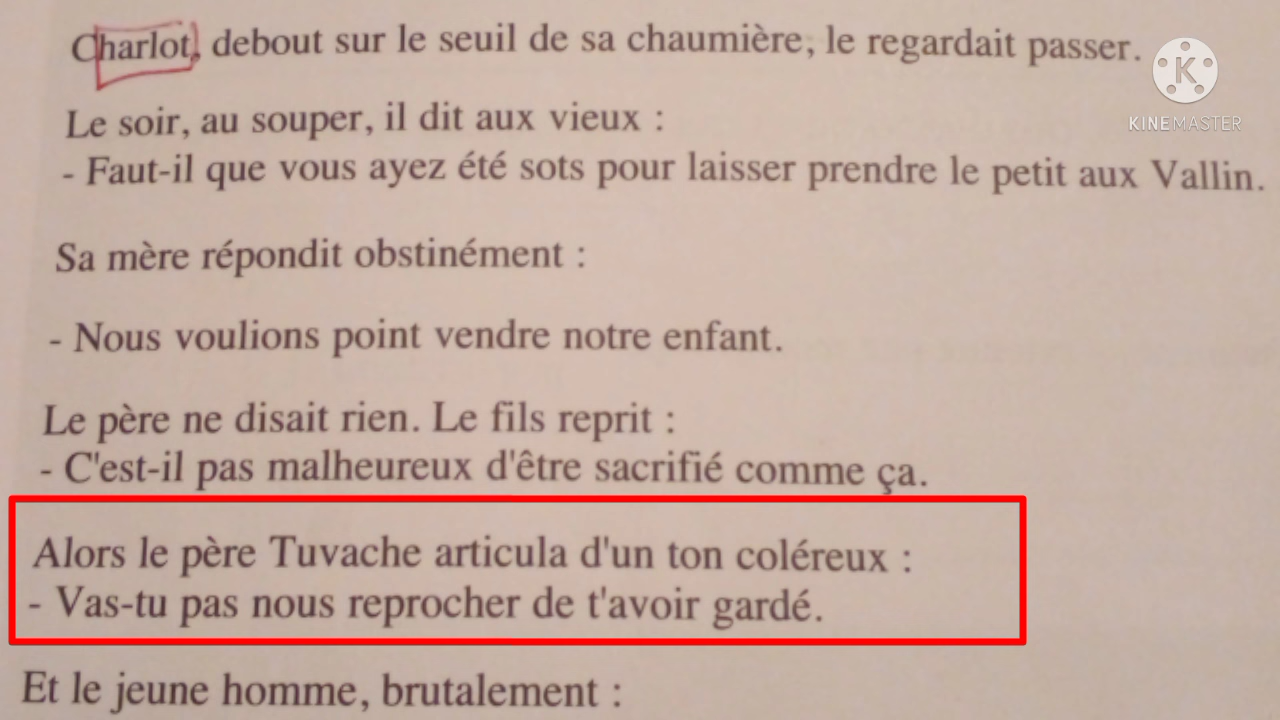 Charlot, debout sur le seuil de sa chaumière, le regardait passer.
K
KINEMASTER
Le soir, au souper, il dit aux vieux :
- Faut-il que vous ayez été sots pour laisser prendre le petit aux Vallin.
Sa mère répondit obstinément :
- Nous voulions point vendre notre enfant.
Le père ne disait rien. Le fils reprit :
- C'est-il pas malheureux d'être sacrifié comme ça.
Alors le père Tuvache articula d'un ton coléreux :
- Vas-tu pas nous reprocher de t'avoir gardé.
Et le jeune homme, brutalement :